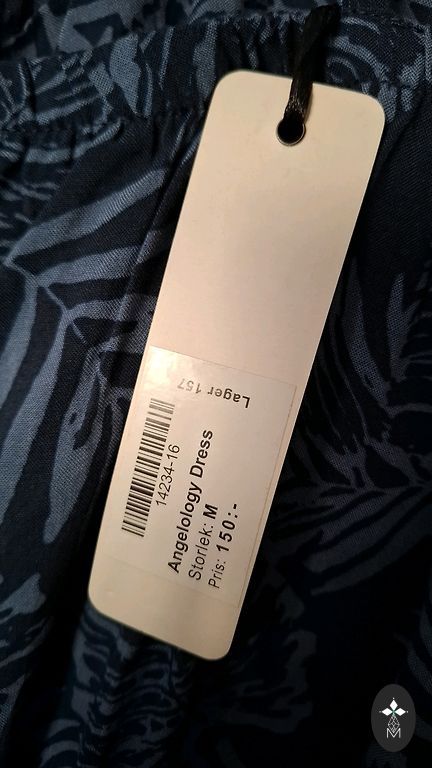 Lager 157
14234-16
Angelology Dress
Storlek: M
Pris: 150:-
M